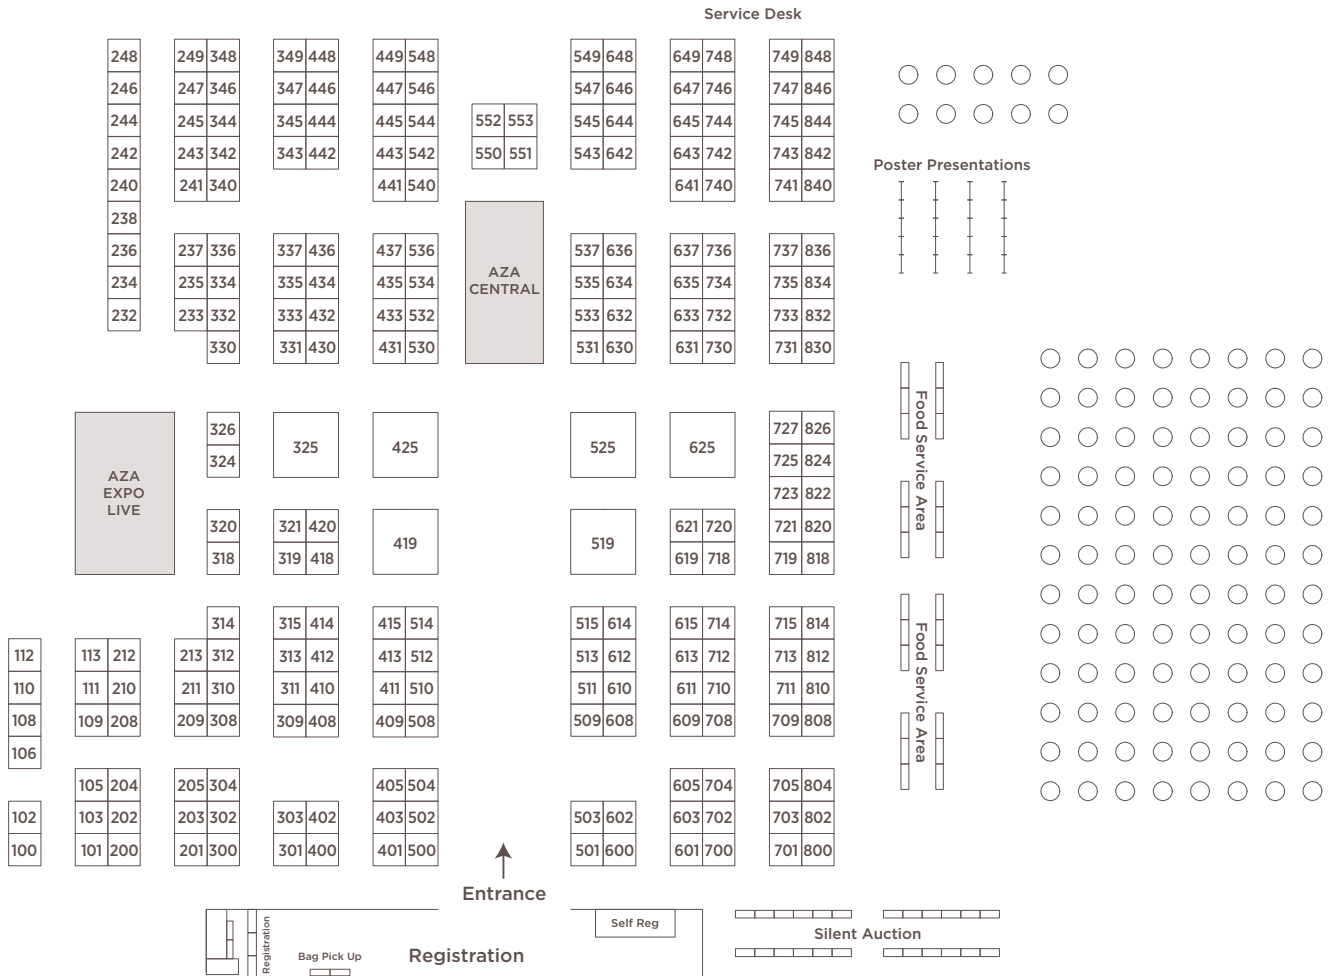 Service Desk
248 249 348 349 448 449 548 549 648 649 748 749 848
246 247 346 347 446 447 546 547 646 647 746 747 846
244 245 344 345 444 445 544 552 553 545 644 645 744 745 844
242 243 342 343 442 443 542 550 551 543 642 643 742 743 842
Poster Presentations
240 241 340 441 540 641 740 741 840
238
236 237 336 337 436 437 536 537 636 637 736 737 836
AZA
CENTRAL
234 235 334 335 434 435 534 535 634 635 734 735 834
232 233 332 333 432 433 532 533 632 633 732 733 832
330 331 430 431 530 531 630 631 730 731 830
326 325 425 525 625 727 826
324 725 824
AZA
EXPO
LIVE
723 822
320 321 420 419 519 621 720 721 820
318 319 418 619 718 719 818
Food Service Area
314 315 414 415 514 515 614 615 714 715 814
112 113 212 213 312 313 412 413 512 513 612 613 712 713 812
110 111 210 211 310 311 410 411 510 511 610 611 710 711 810
108 109 208 209 308 309 408 409 508 509 608 609 708 709 808
106
Food Service Area
105 204 205 304 405 504 605 704 705 804
102 103 202 203 302 303 402 403 502 503 602 603 702 703 802
100 101 200 201 300 301 400 401 500 501 600 601 700 701 800
Entrance
Registration
Self Reg
Silent Auction
Bag Pick Up
Registration